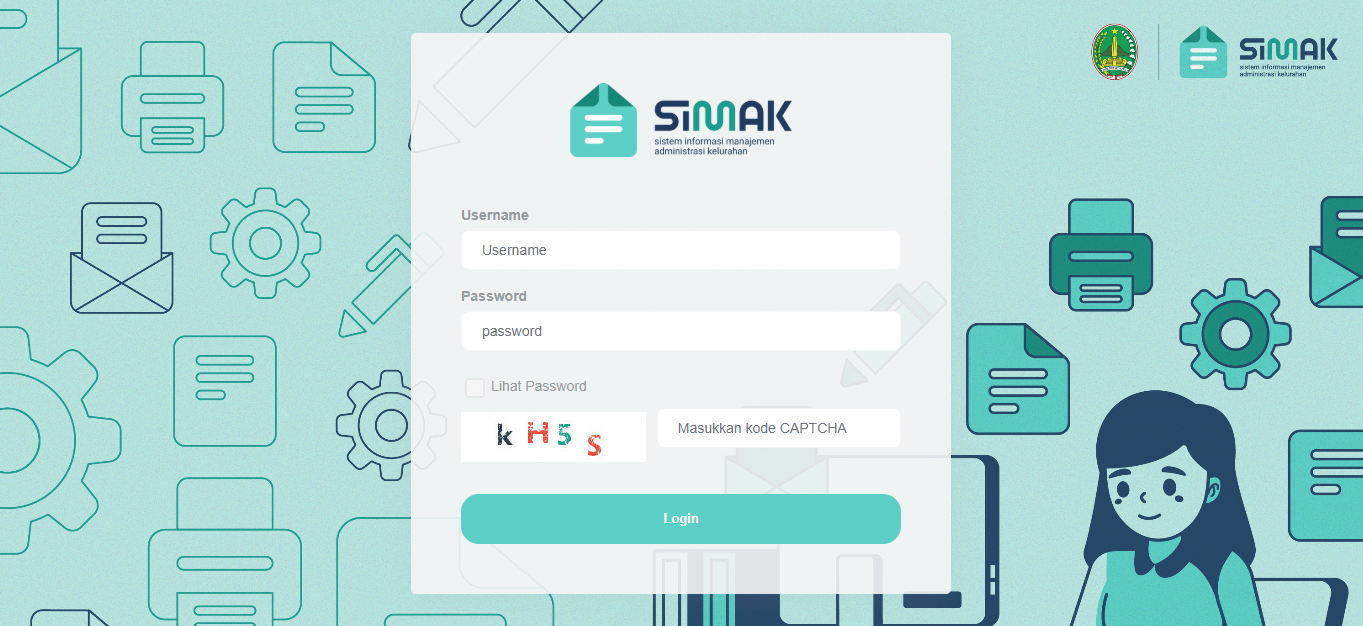 SiMAK
sistem informasi manajemen
administrasi kelurahan
SiMAK
sistem informasi manajemen
administrasi kelurahan
Username
Username
Password
password
Lihat Password
kH5S
Masukkan kode CAPTCHA
Login